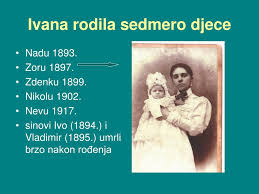 Ivana rodila sedmero djece
• Nadu 1893.
• Zoru 1897.
• Zdenku 1899.
• Nikolu 1902.
• Nevu 1917.
• sinovi Ivo (1894.) i
Vladimir (1895.) umrli
brzo nakon rođenja